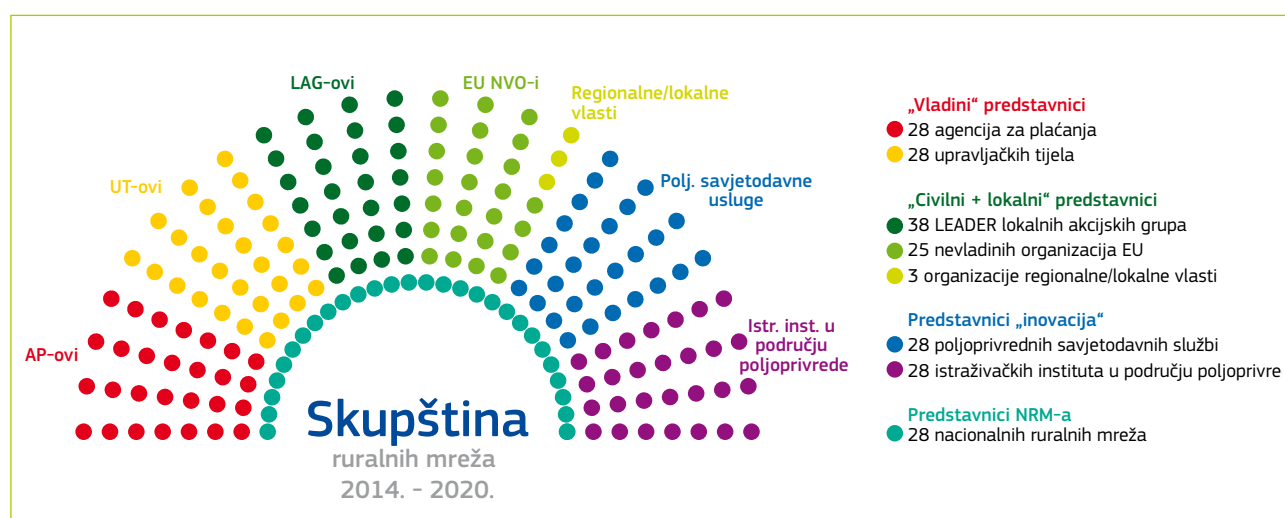 LAG-ovi
EU NVO-i
Regionalne/lokalne
vlasti
UT-ovi
Polj. savjetodavne
usluge
AP-ovi
Istr. inst. u
području
poljoprivrede
Skupština
ruralnih mreža
2014. - 2020.
„Vladini“ predstavnici
28 agencija za plaćanja
28 upravljačkih tijela
„Civilni + lokalni“ predstavnici
38 LEADER lokalnih akcijskih grupa
25 nevladinih organizacija EU
3 organizacije regionalne/lokalne vlasti
Predstavnici „inovacija“
28 poljoprivrednih savjetodavnih službi
28 istraživačkih instituta u području poljoprivre
Predstavnici NRM-a
28 nacionalnih ruralnih mreža